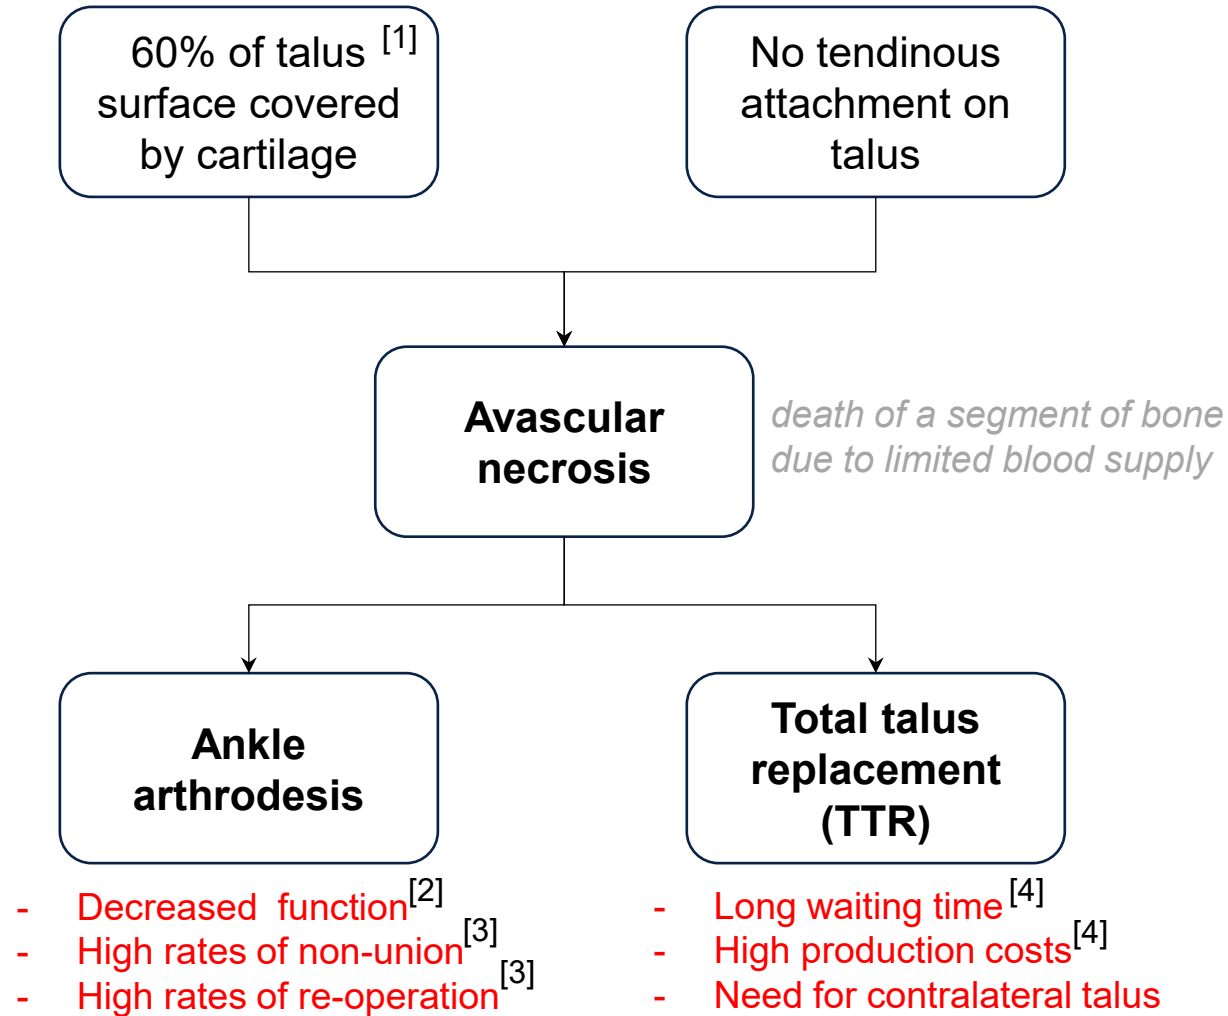 60% of talus [1]
surface covered
by cartilage
No tendinous
attachment on
talus
Avascular
necrosis
death of a segment of bone
due to limited blood supply
Ankle
arthrodesis
Total talus
replacement
(TTR)
- Decreased function[2]
- High rates of non-union[3]
- High rates of re-operation[3]
- Long waiting time [4]
- High production costs[4]
- Need for contralateral talus